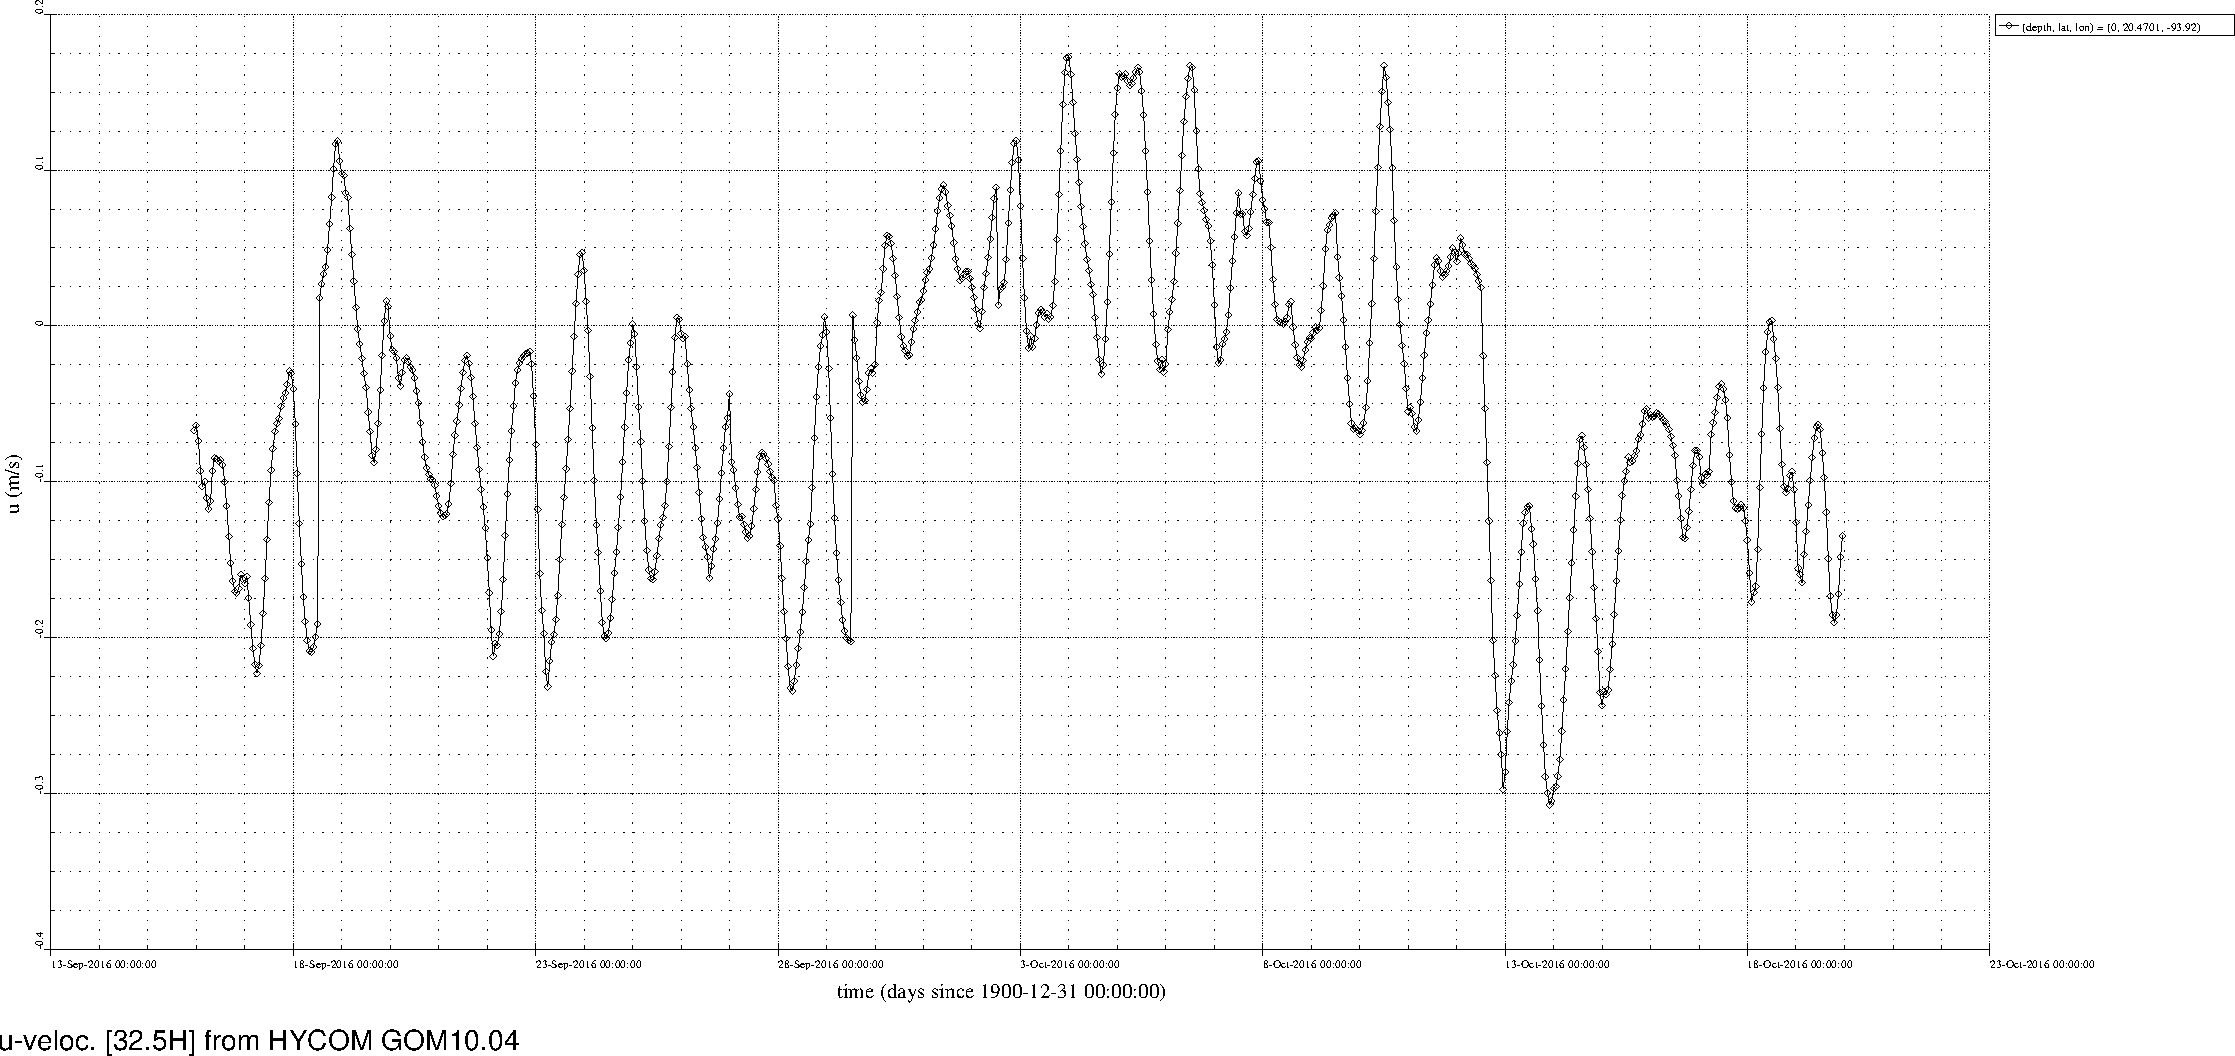 0.2
(depth, lat, lon) = (0, 20.4701, -93.92)
0.1
0
-0.1
-0.2
-0.3
-0.4
u (m/s)
13-Sep-2016 00:00:00 18-Sep-2016 00:00:00 23-Sep-2016 00:00:00 28-Sep-2016 00:00:00 3-Oct-2016 00:00:00 8-Oct-2016 00:00:00 13-Oct-2016 00:00:00 18-Oct-2016 00:00:00 23-Oct-2016 00:00:00
time (days since 1900-12-31 00:00:00)
u-veloc. [32.5H] from HYCOM GOM10.04